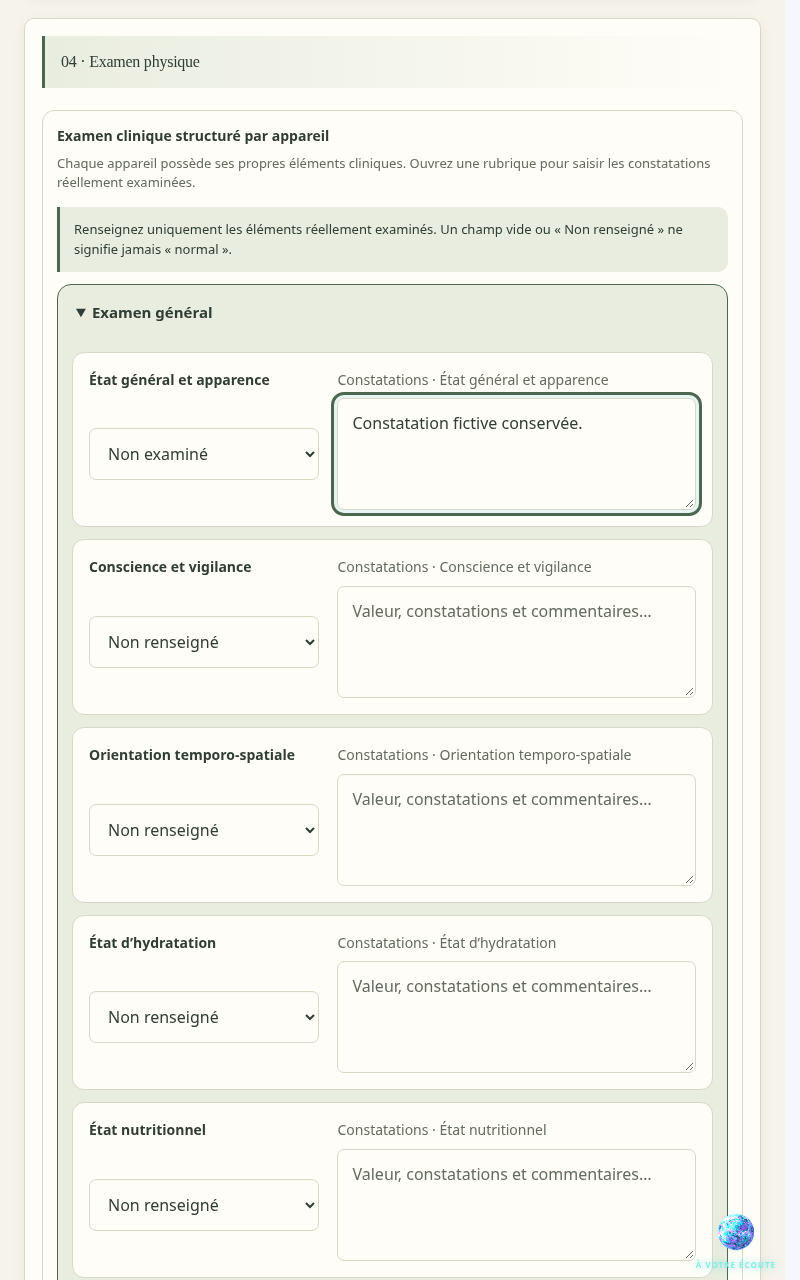 04 · Examen physique
Examen clinique structuré par appareil
Chaque appareil possède ses propres éléments cliniques. Ouvrez une rubrique pour saisir les constatations
réellement examinées.
Renseignez uniquement les éléments réellement examinés. Un champ vide ou « Non renseigné » ne
signifie jamais « normal ».
▼ Examen général
État général et apparence
Constatations · État général et apparence
Non examiné
Constatation fictive conservée.
Conscience et vigilance
Constatations · Conscience et vigilance
Non renseigné
Valeur, constatations et commentaires…
Orientation temporo-spatiale
Constatations · Orientation temporo-spatiale
Non renseigné
Valeur, constatations et commentaires…
État d’hydratation
Constatations · État d’hydratation
Non renseigné
Valeur, constatations et commentaires…
État nutritionnel
Constatations · État nutritionnel
Non renseigné
Valeur, constatations et commentaires…
À VOTRE ÉCOUTE